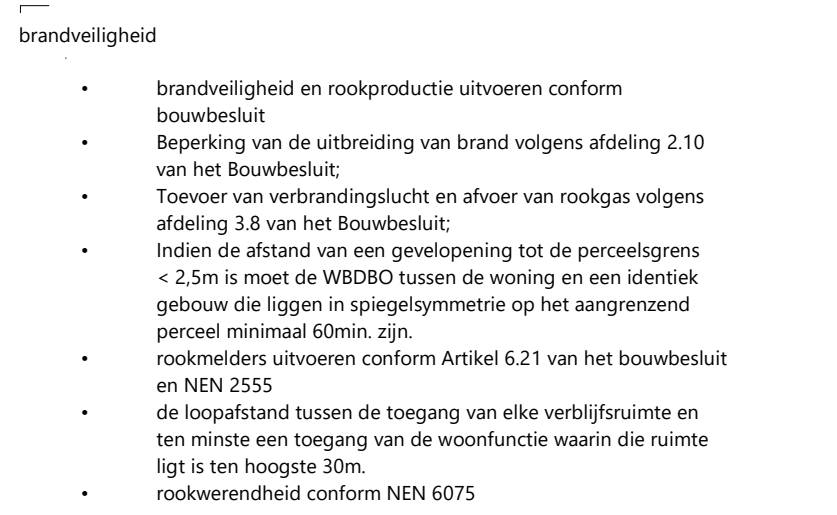 brandveiligheid
• brandveiligheid en rookproductie uitvoeren conform
bouwbesluit
• Beperking van de uitbreiding van brand volgens afdeling 2.10
van het Bouwbesluit;
• Toevoer van verbrandingslucht en afvoer van rookgas volgens
afdeling 3.8 van het Bouwbesluit;
• Indien de afstand van een gevelopening tot de perceelsgrens
< 2,5m is moet de WBDBO tussen de woning en een identiek
gebouw die liggen in spiegelsymmetrie op het aangrenzend
perceel minimaal 60min. zijn.
• rookmelders uitvoeren conform Artikel 6.21 van het bouwbesluit
en NEN 2555
• de loopafstand tussen de toegang van elke verblijfsruimte en
ten minste een toegang van de woonfunctie waarin die ruimte
ligt is ten hoogste 30m.
• rookwerendheid conform NEN 6075